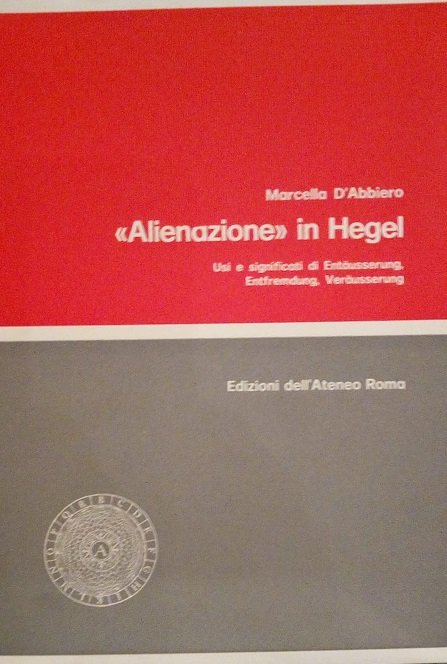 Marcella D'Abbiero
«Alienazione» in Hegel
Usi e significati di Entäusserung,
Entfremdung, Veräusserung
Edizioni dell'Ateneo Roma
A